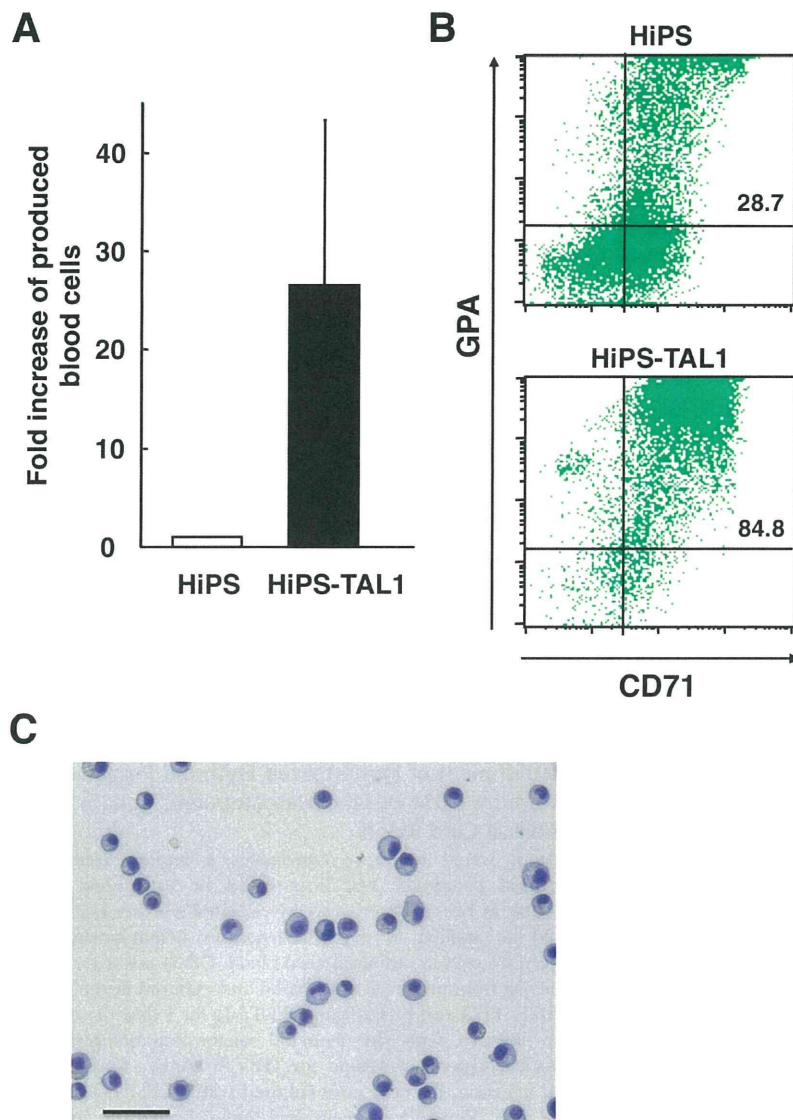 A
Fold increase of produced
blood cells
40
30
20
10
0
HiPS
HiPS-TAL1
B
HiPS
28.7
HiPS-TAL1
84.8
GPA
CD71
C